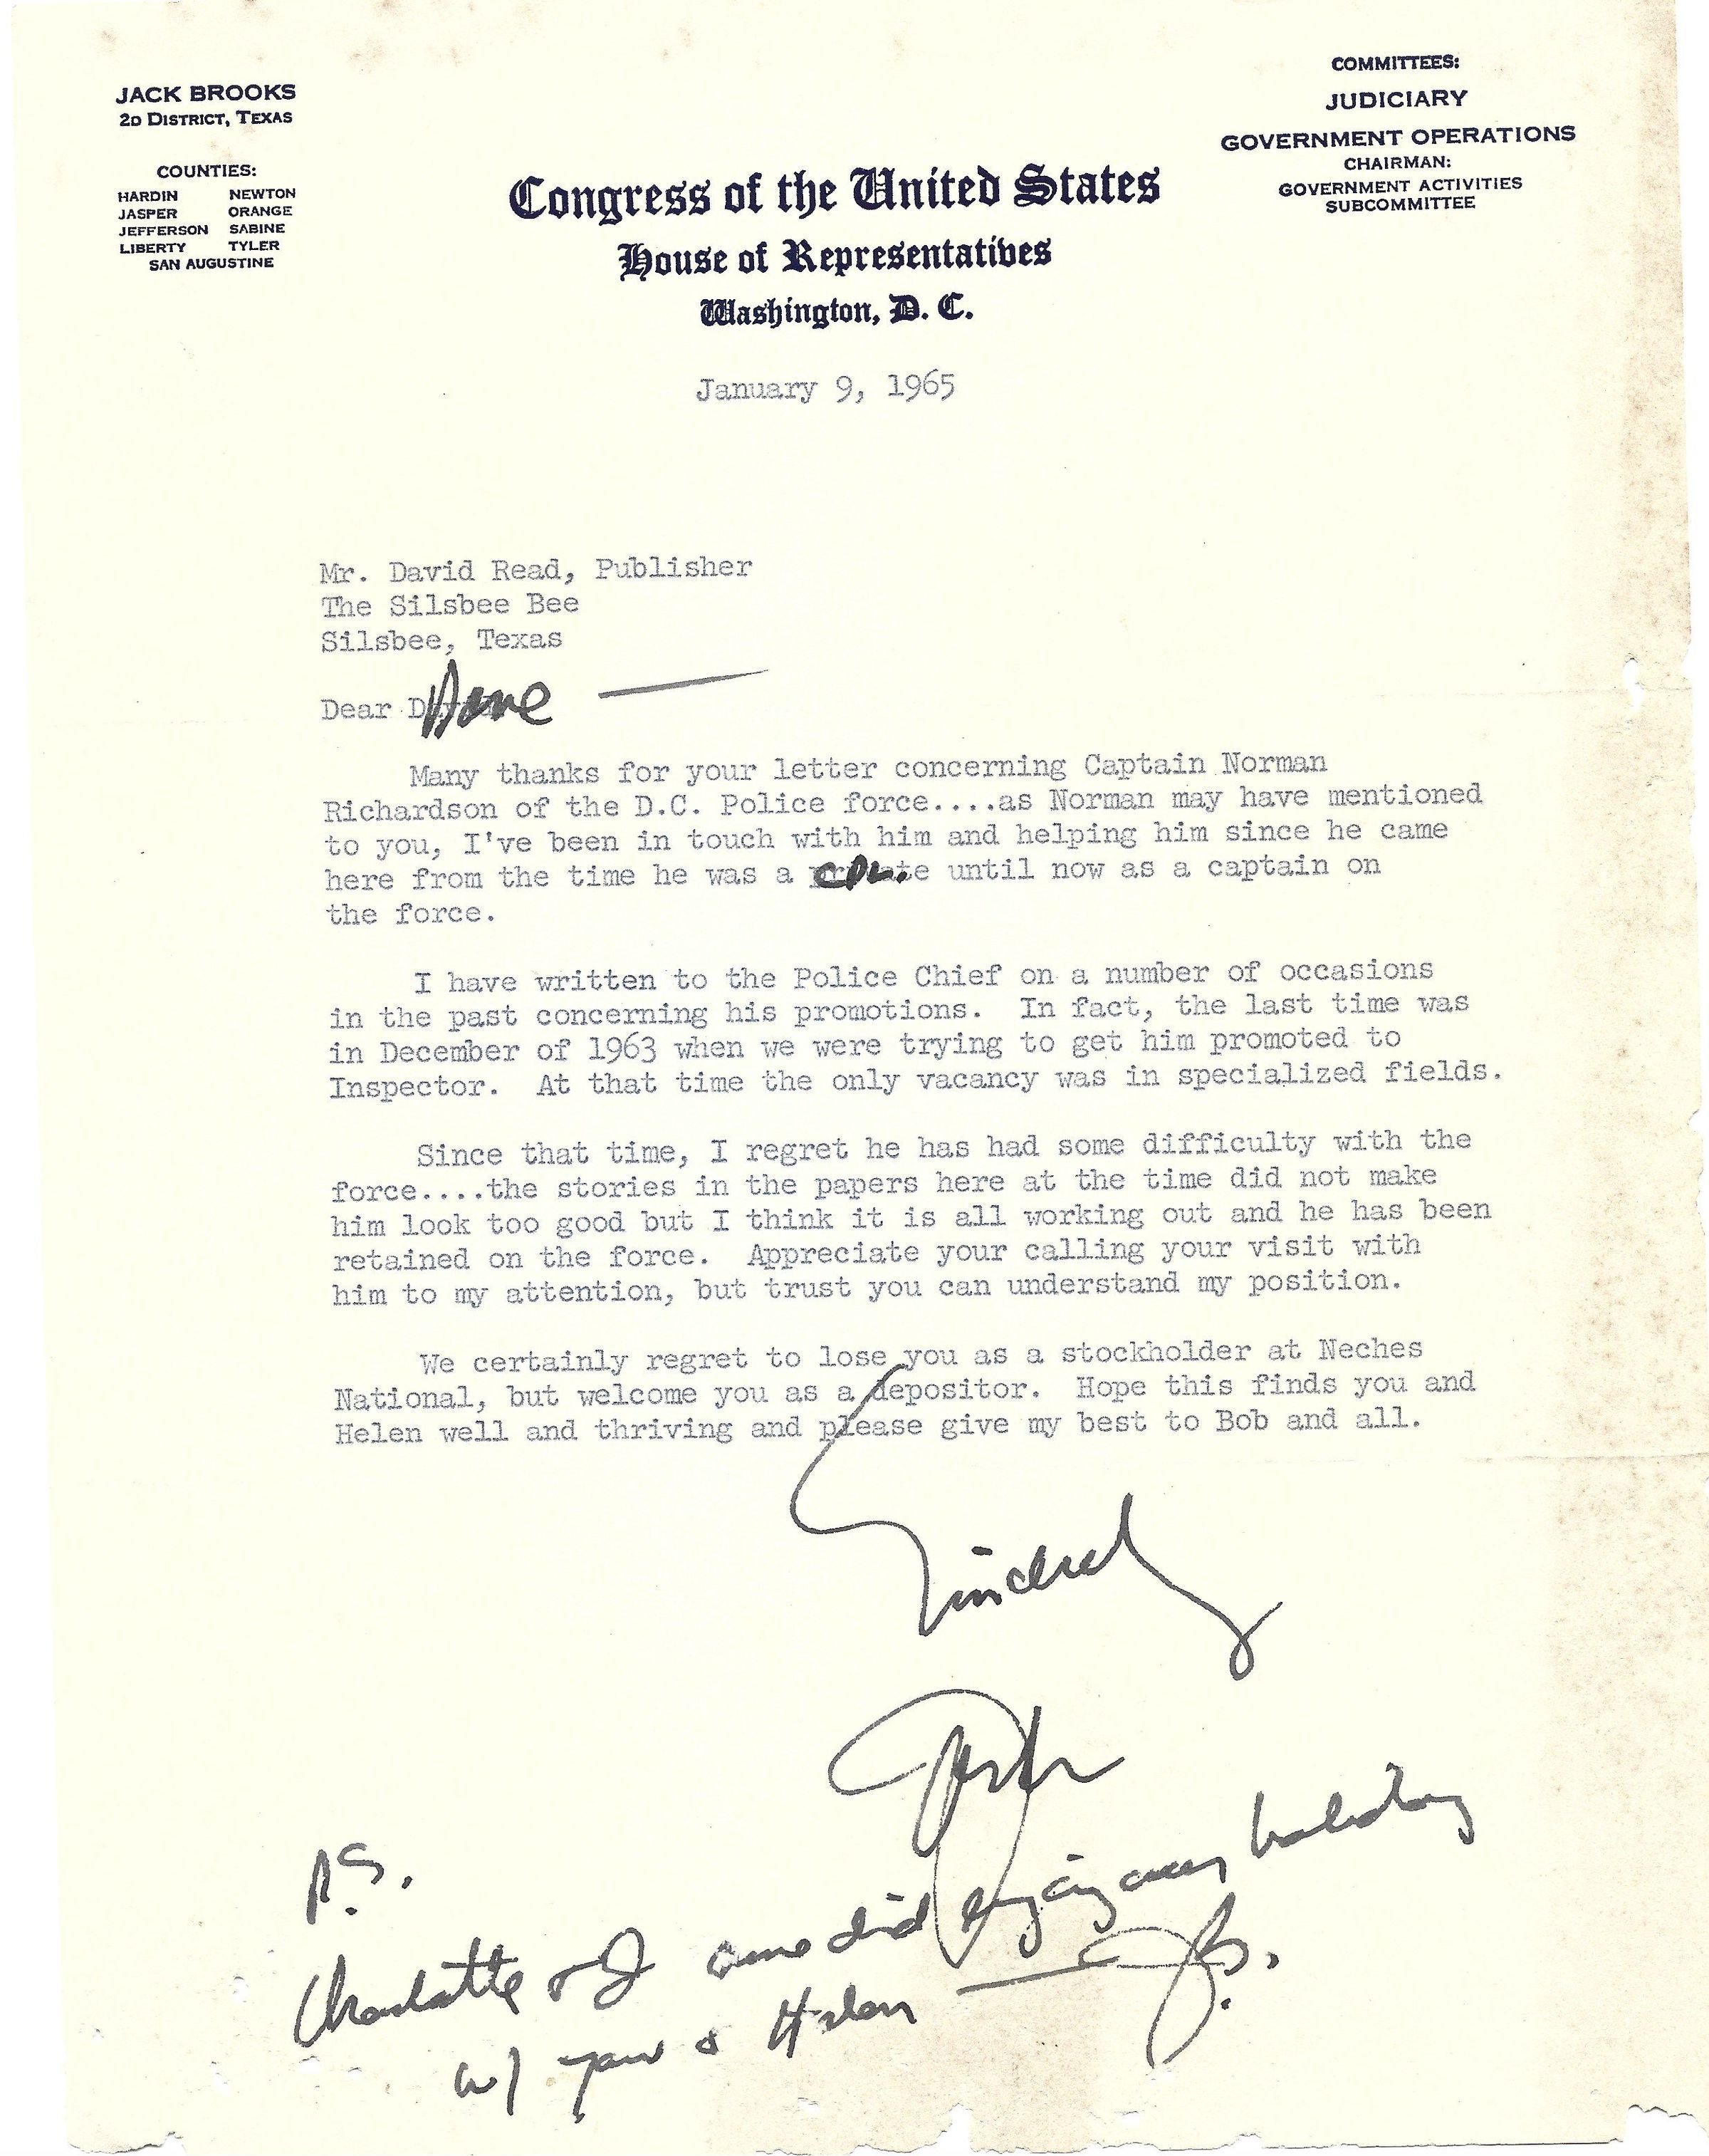 JACK BROOKS
2D DISTRICT, TEXAS
COUNTIES:
HARDIN NEWTON
JASPER ORANGE
JEFFERSON SABINE
LIBERTY TYLER
SAN AUGUSTINE
COMMITTEES:
JUDICIARY
GOVERNMENT OPERATIONS
CHAIRMAN:
GOVERNMENT ACTIVITIES
SUBCOMMITTEE
Congress of the United States
House of Representatives
Washington, D. C.
January 9, 1965
Mr. David Read, Publisher
The Silsbee Bee
Silsbee, Texas
Dear Dave —
Many thanks for your letter concerning Captain Norman
Richardson of the D.C. Police force....as Norman may have mentioned
to you, I've been in touch with him and helping him since he came
here from the time he was a until now as a captain on
the force.
I have written to the Police Chief on a number of occasions
in the past concerning his promotions. In fact, the last time was
in December of 1963 when we were trying to get him promoted to
Inspector. At that time the only vacancy was in specialized fields.
Since that time, I regret he has had some difficulty with the
force....the stories in the papers here at the time did not make
him look too good but I think it is all working out and he has been
retained on the force. Appreciate your calling your visit with
him to my attention, but trust you can understand my position.
We certainly regret to lose you as a stockholder at Neches
National, but welcome you as a depositor. Hope this finds you and
Helen well and thriving and please give my best to Bob and all.
Sincerely
Jack
P.S.
Charlotte & I did enjoy holiday
w/ you & Helen — J.B.